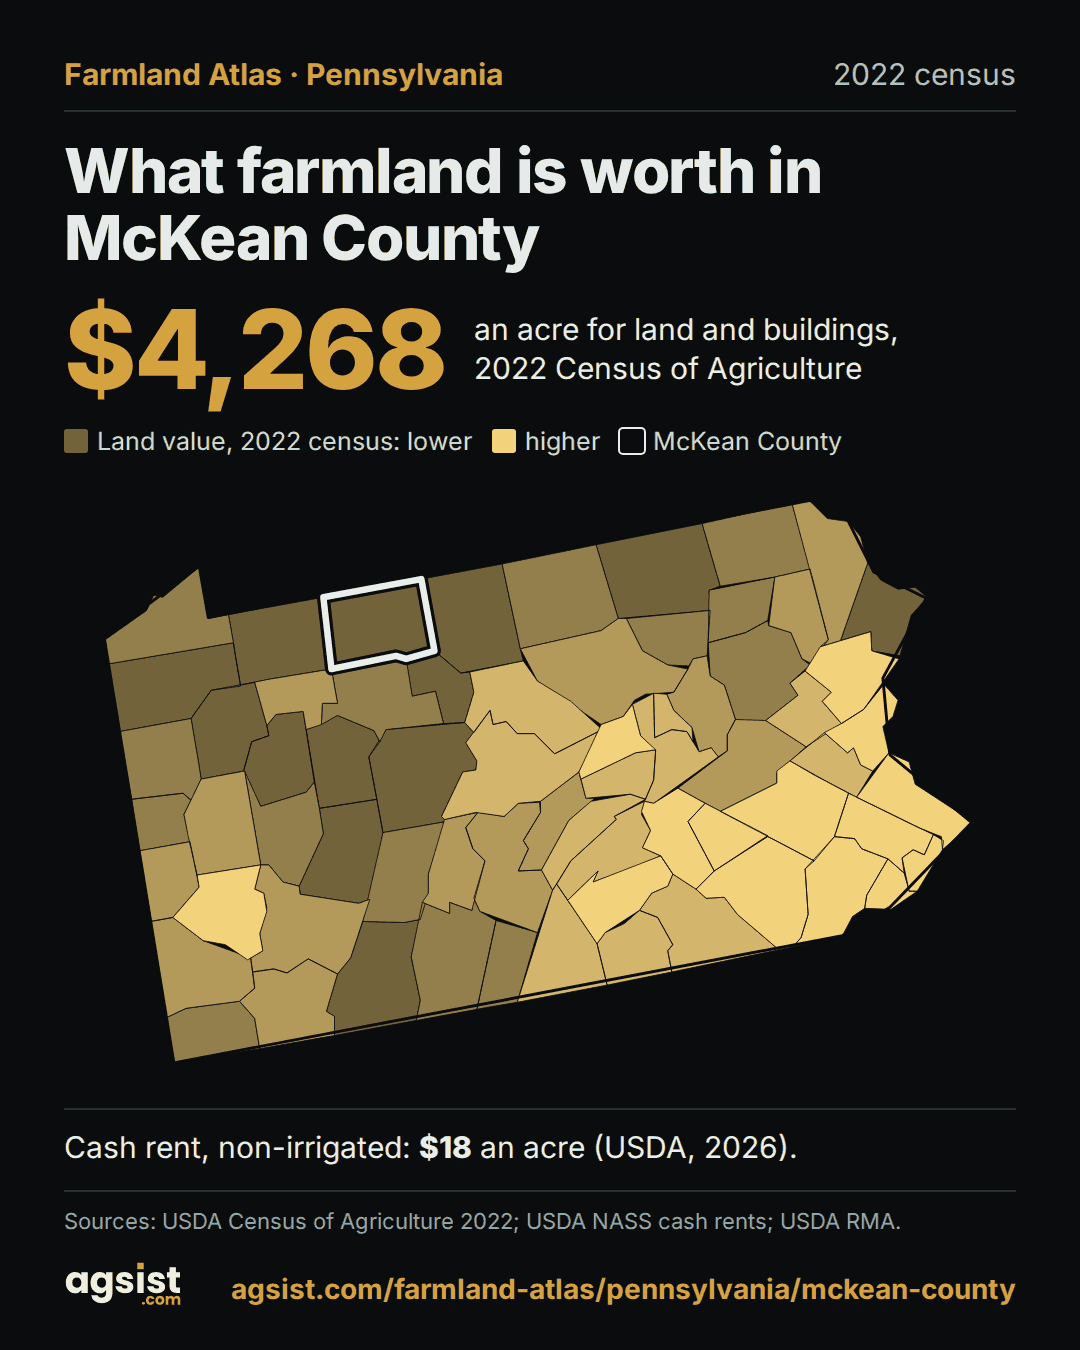 Farmland Atlas · Pennsylvania
2022 census
What farmland is worth in
McKean County
$4,268
an acre for land and buildings,
2022 Census of Agriculture
Land value, 2022 census: lower
higher
McKean County
Cash rent, non-irrigated: $18 an acre (USDA, 2026).
Sources: USDA Census of Agriculture 2022; USDA NASS cash rents; USDA RMA.
agsist
.com
agsist.com/farmland-atlas/pennsylvania/mckean-county